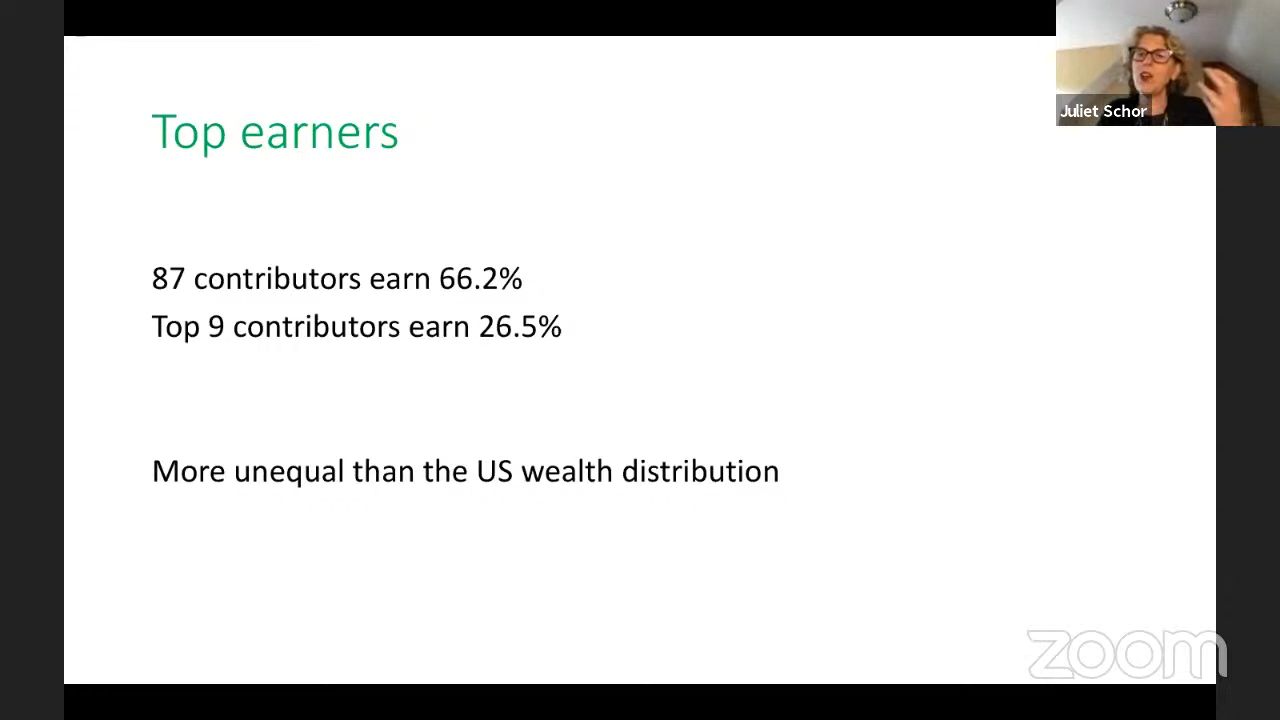 Juliet Schor
Top earners
87 contributors earn 66.2%
Top 9 contributors earn 26.5%
More unequal than the US wealth distribution
zoom